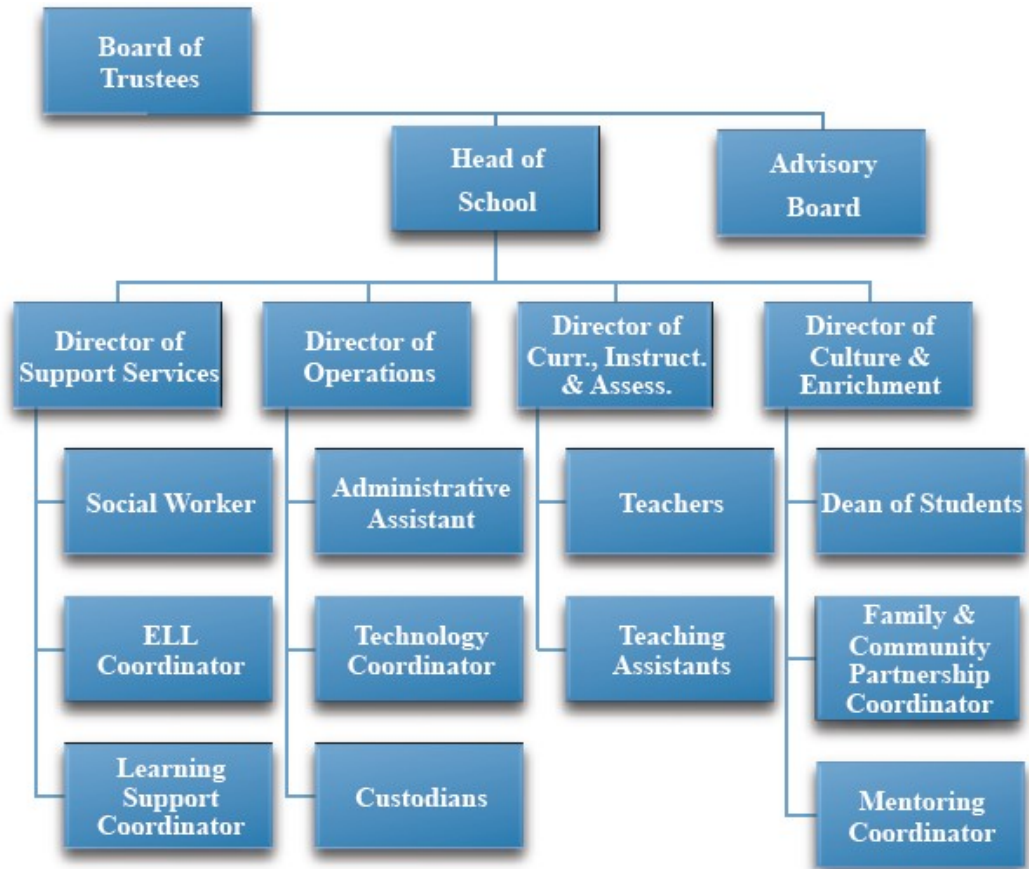 Board of
Trustees
Head of
School
Advisory
Board
Director of
Support Services
Director of
Operations
Director of
Curr., Instruct.
& Assess.
Director of
Culture &
Enrichment
Social Worker
Administrative
Assistant
Teachers
Dean of Students
ELL
Coordinator
Technology
Coordinator
Teaching
Assistants
Family &
Community
Partnership
Coordinator
Learning
Support
Coordinator
Custodians
Mentoring
Coordinator